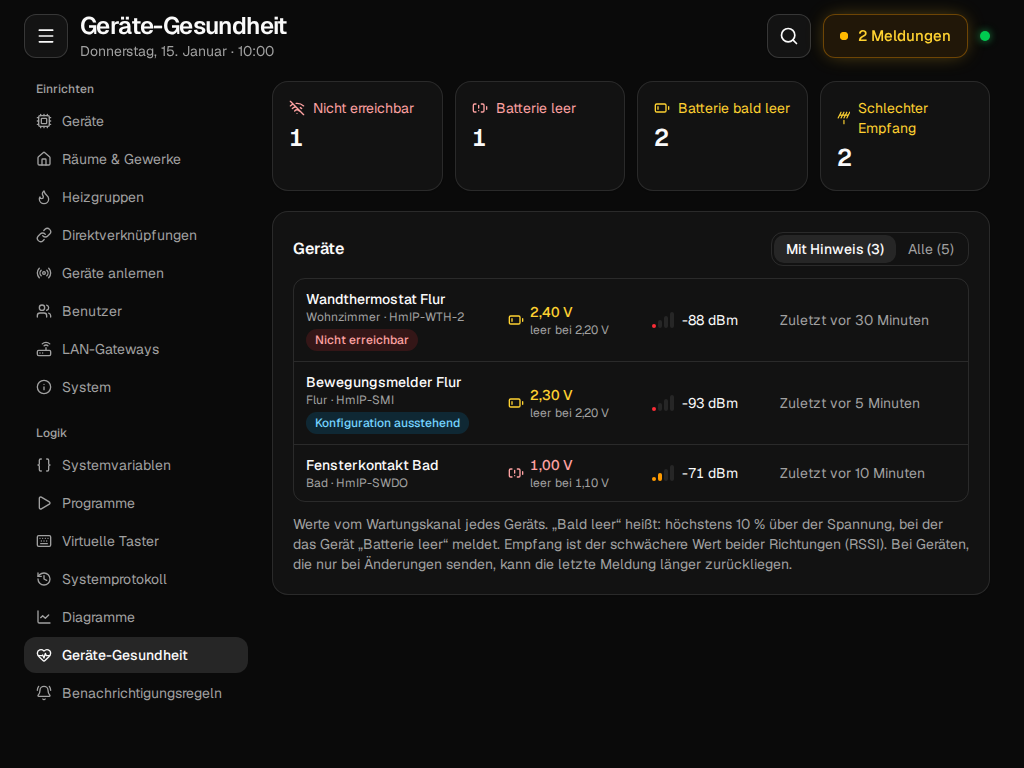 Geräte-Gesundheit
Donnerstag, 15. Januar · 10:00
2 Meldungen
Einrichten
Geräte
Räume & Gewerke
Heizgruppen
Direktverknüpfungen
Geräte anlernen
Benutzer
LAN-Gateways
System
Logik
Systemvariablen
Programme
Virtuelle Taster
Systemprotokoll
Diagramme
Geräte-Gesundheit
Benachrichtigungsregeln
Nicht erreichbar
1
Batterie leer
1
Batterie bald leer
2
Schlechter
Empfang
2
Geräte
Mit Hinweis (3)
Alle (5)
Wandthermostat Flur
Wohnzimmer · HmIP-WTH-2
Nicht erreichbar
2,40 V
leer bei 2,20 V
-88 dBm
Zuletzt vor 30 Minuten
Bewegungsmelder Flur
Flur · HmIP-SMI
Konfiguration ausstehend
2,30 V
leer bei 2,20 V
-93 dBm
Zuletzt vor 5 Minuten
Fensterkontakt Bad
Bad · HmIP-SWDO
1,00 V
leer bei 1,10 V
-71 dBm
Zuletzt vor 10 Minuten
Werte vom Wartungskanal jedes Geräts. „Bald leer“ heißt: höchstens 10 % über der Spannung, bei der
das Gerät „Batterie leer“ meldet. Empfang ist der schwächere Wert beider Richtungen (RSSI). Bei Geräten,
die nur bei Änderungen senden, kann die letzte Meldung länger zurückliegen.